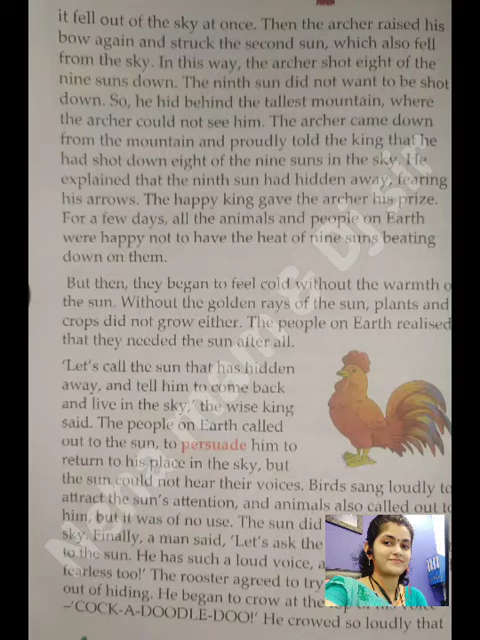 it fell out of the sky at once. Then the archer raised his
bow again and struck the second sun, which also fell
from the sky. In this way, the archer shot eight of the
nine suns down. The ninth sun did not want to be shot
down. So, he hid behind the tallest mountain, where
the archer could not see him. The archer came down
from the mountain and proudly told the king that he
had shot down eight of the nine suns in the sky. He
explained that the ninth sun had hidden away, fearing
his arrows. The happy king gave the archer his prize.
For a few days, all the animals and people on Earth
were happy not to have the heat of nine suns beating
down on them.
But then, they began to feel cold without the warmth o
the sun. Without the golden rays of the sun, plants and
crops did not grow either. The people on Earth realised
that they needed the sun after all.
'Let's call the sun that has hidden
away, and tell him to come back
and live in the sky,' the wise king
said. The people on Earth called
out to the sun, to persuade him to
return to his place in the sky, but
the sun could not hear their voices. Birds sang loudly to
attract the sun's attention, and animals also called out to
him, but it was of no use. The sun did
sky. Finally, a man said, 'Let's ask the
to the sun. He has such a loud voice, a
fearless too!' The rooster agreed to try
out of hiding. He began to crow at the
–'COCK-A-DOODLE-DOO!' He crowed so loudly that